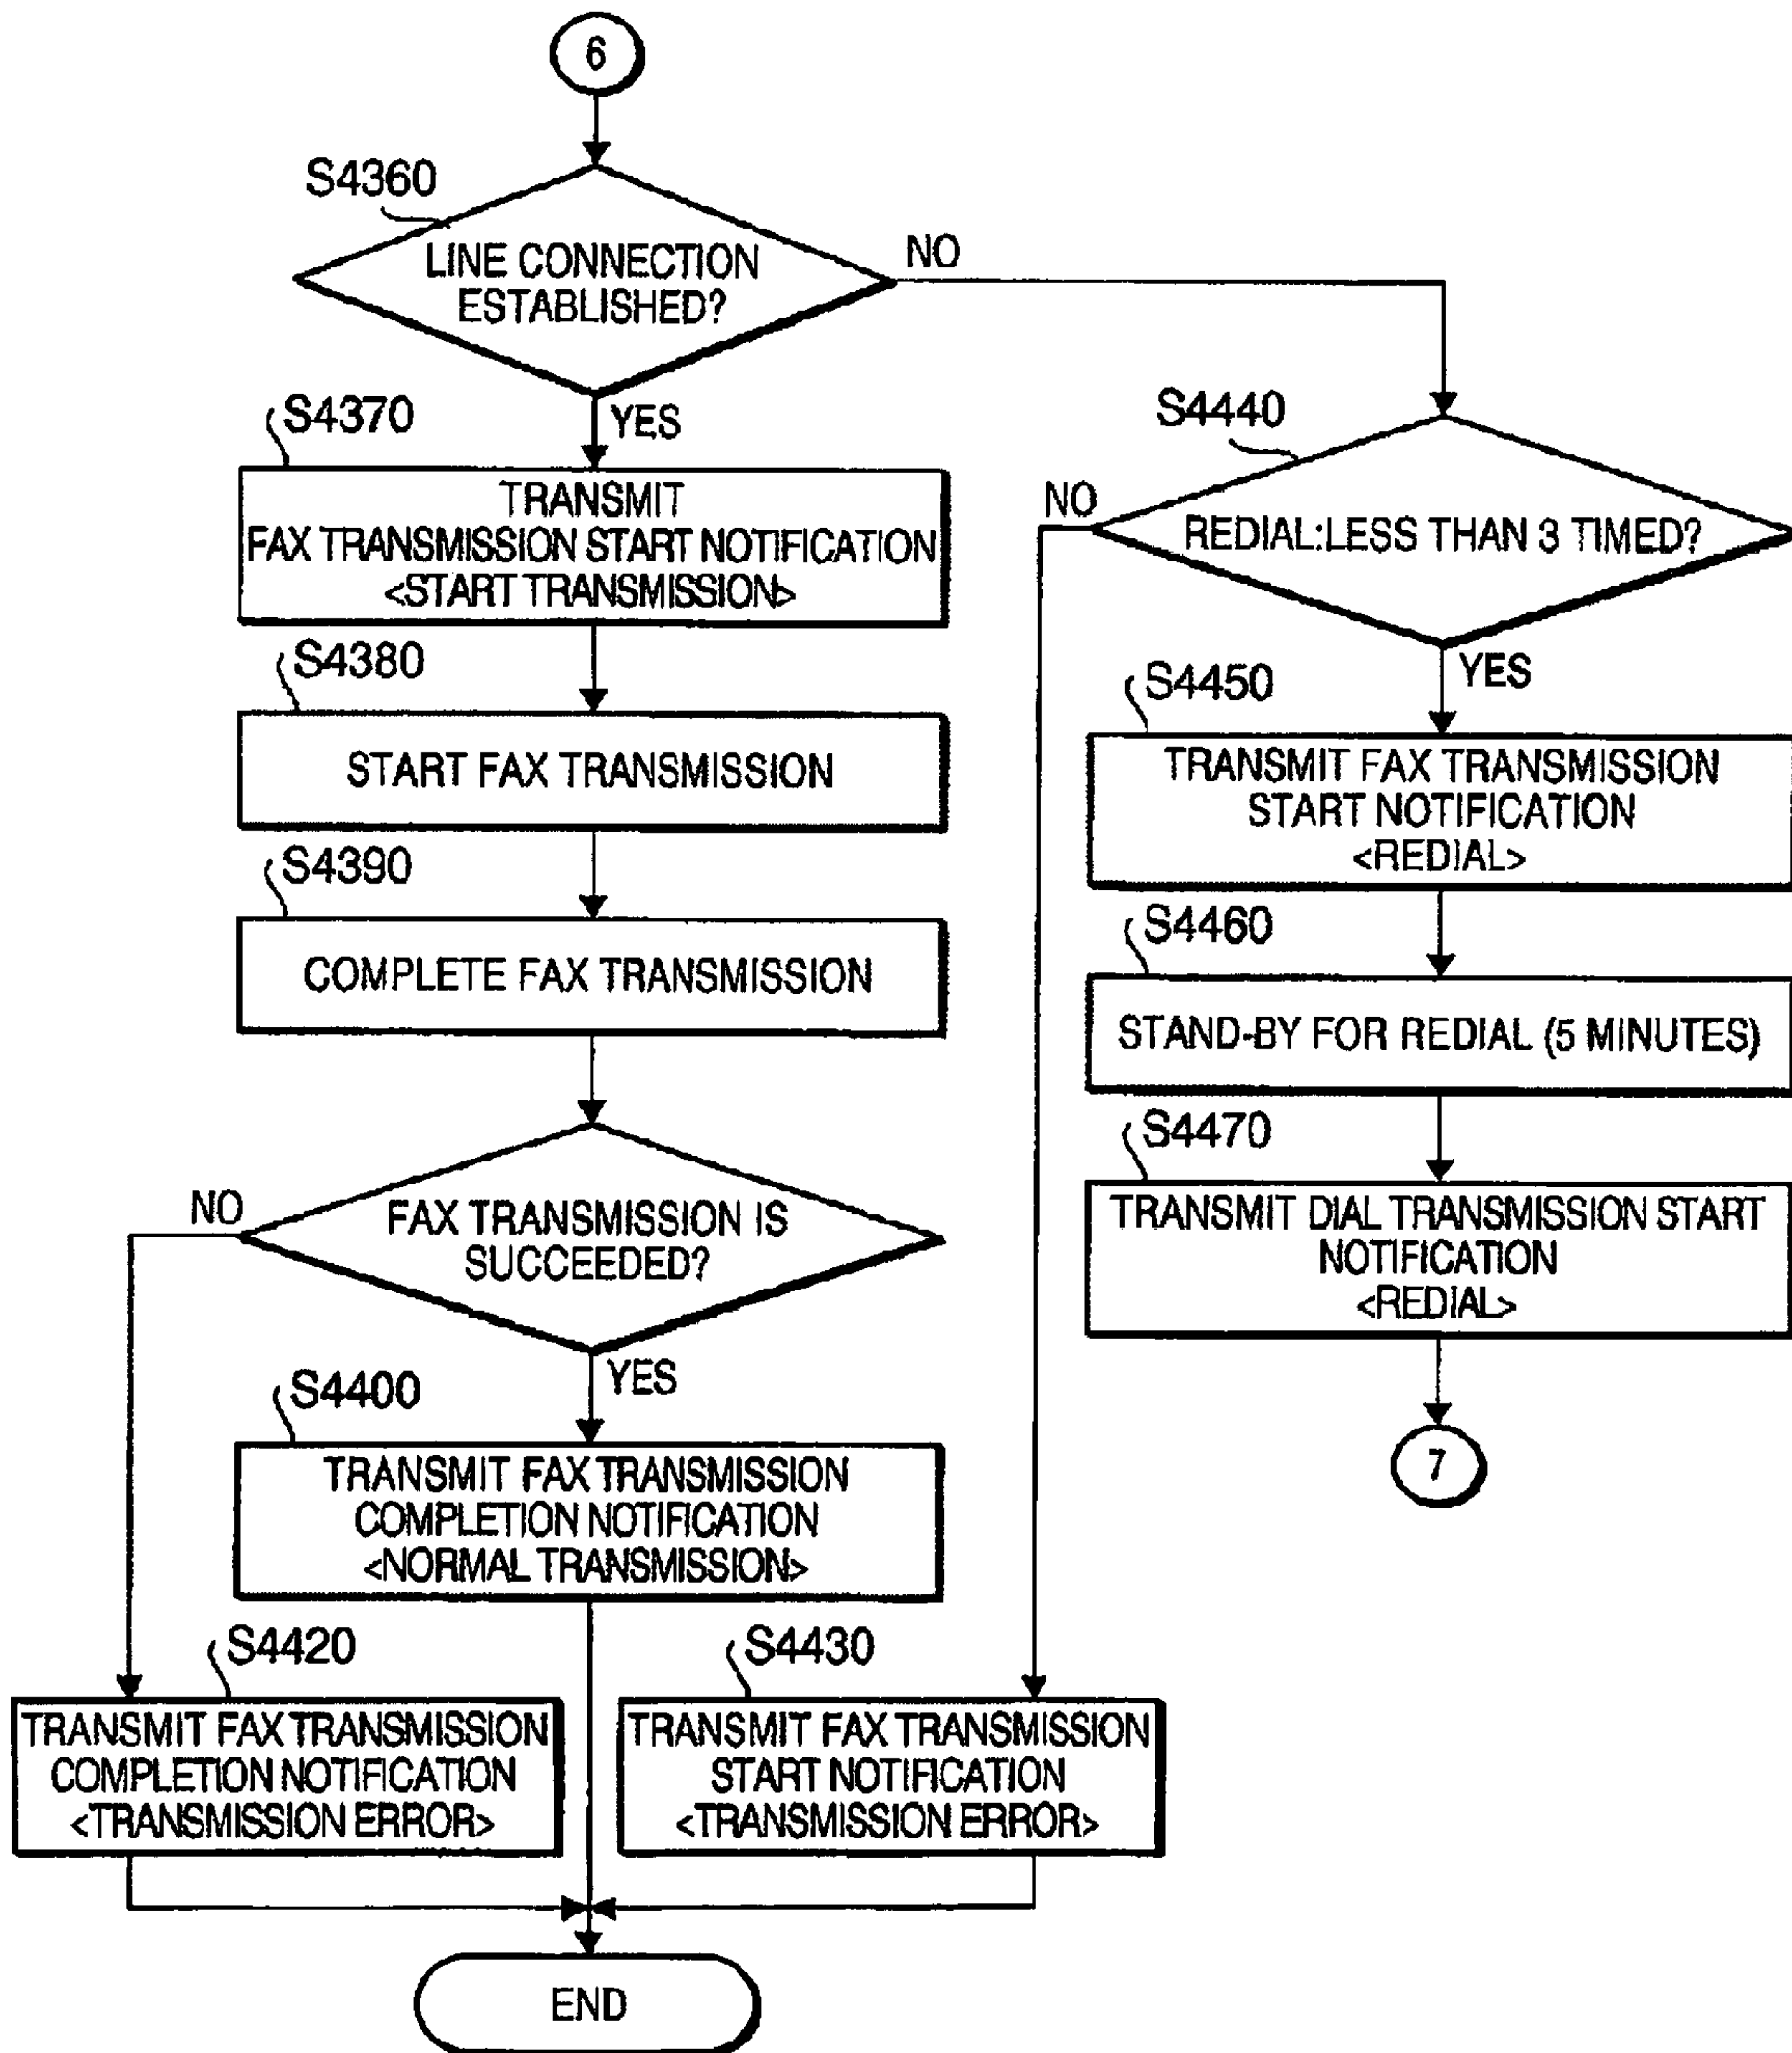 6
S4360
LINE CONNECTION
ESTABLISHED?
NO
YES
S4370
TRANSMIT
FAX TRANSMISSION START NOTIFICATION
<START TRANSMISSION>
S4380
START FAX TRANSMISSION
S4390
COMPLETE FAX TRANSMISSION
FAX TRANSMISSION IS
SUCCEEDED?
NO
YES
S4400
TRANSMIT FAX TRANSMISSION
COMPLETION NOTIFICATION
<NORMAL TRANSMISSION>
S4420
TRANSMIT FAX TRANSMISSION
COMPLETION NOTIFICATION
<TRANSMISSION ERROR>
S4430
TRANSMIT FAX TRANSMISSION
START NOTIFICATION
<TRANSMISSION ERROR>
END
S4440
NO
REDIAL:LESS THAN 3 TIMED?
YES
S4450
TRANSMIT FAX TRANSMISSION
START NOTIFICATION
<REDIAL>
S4460
STAND-BY FOR REDIAL (5 MINUTES)
S4470
TRANSMIT DIAL TRANSMISSION START
NOTIFICATION
<REDIAL>
7